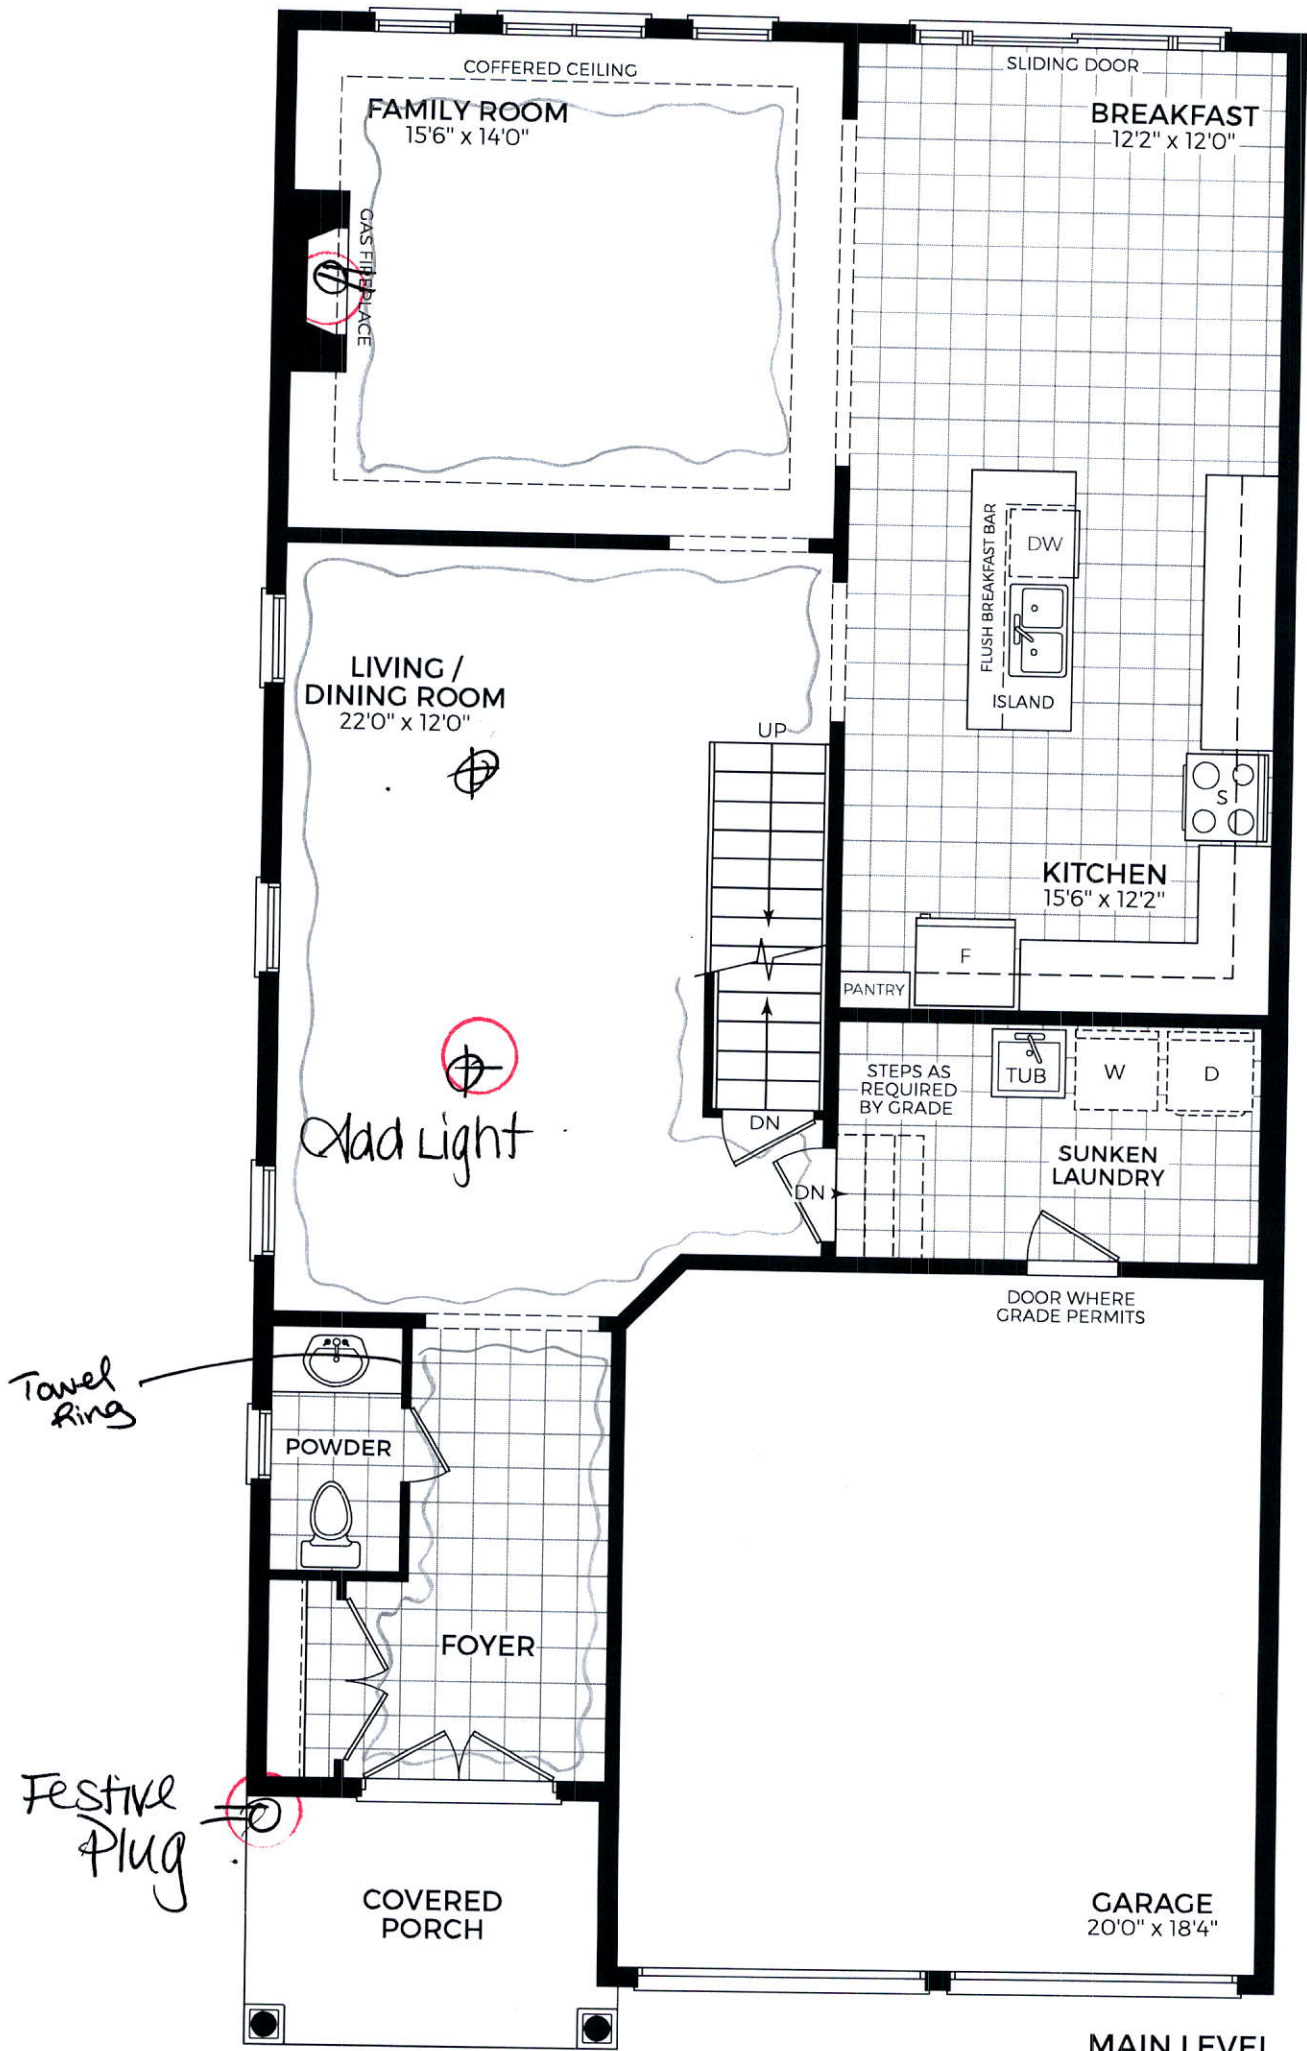 COFFERED CEILING
FAMILY ROOM
15'6" x 14'0"
GAS FIREPLACE
SLIDING DOOR
BREAKFAST
12'2" x 12'0"
FLUSH BREAKFAST BAR
DW
ISLAND
LIVING /
DINING ROOM
22'0" x 12'0"
UP
S
KITCHEN
15'6" x 12'2"
F
PANTRY
Add Light
STEPS AS
REQUIRED
BY GRADE
TUB
W
D
DN
DN
SUNKEN
LAUNDRY
DOOR WHERE
GRADE PERMITS
Towel
Ring
POWDER
FOYER
Festive
Plug
COVERED
PORCH
GARAGE
20'0" x 18'4"
MAIN LEVEL